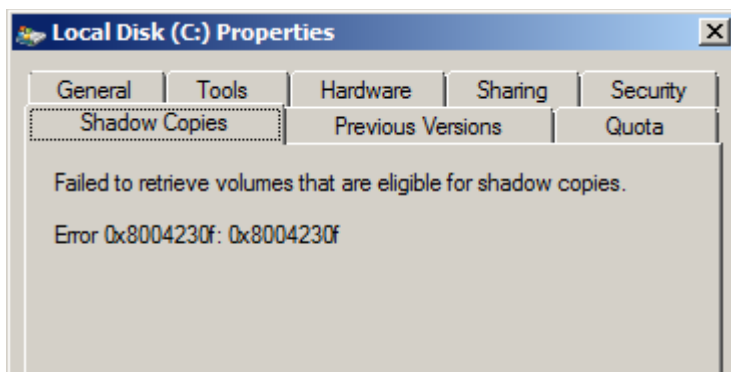 Local Disk (C:) Properties
General Tools Hardware Sharing Security
Shadow Copies Previous Versions Quota
Failed to retrieve volumes that are eligible for shadow copies.
Error 0x8004230f: 0x8004230f